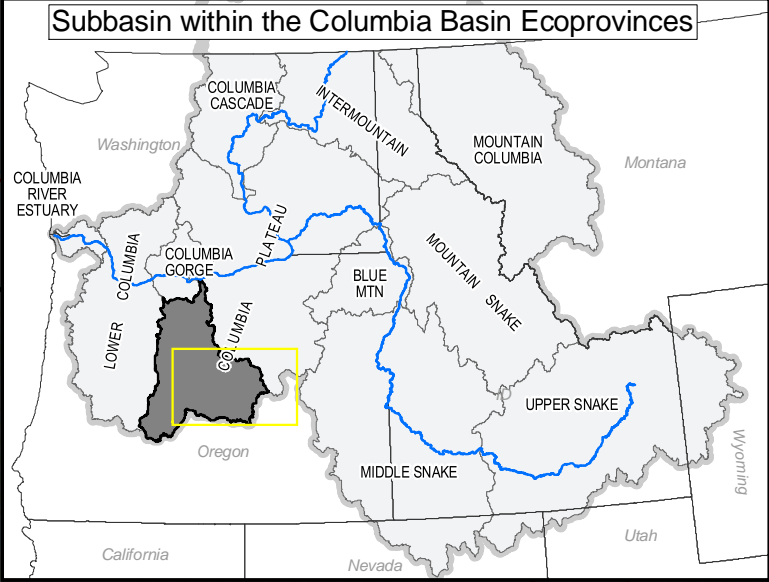 Subbasin within the Columbia Basin Ecoprovinces
COLUMBIA
CASCADE
INTERMOUNTAIN
Washington
MOUNTAIN
COLUMBIA
Montana
COLUMBIA
RIVER
ESTUARY
PLATEAU
COLUMBIA
COLUMBIA
GORGE
MOUNTAIN SNAKE
BLUE
MTN
LOWER
COLUMBIA
UPPER SNAKE
Oregon
MIDDLE SNAKE
Wyoming
California
Nevada
Utah